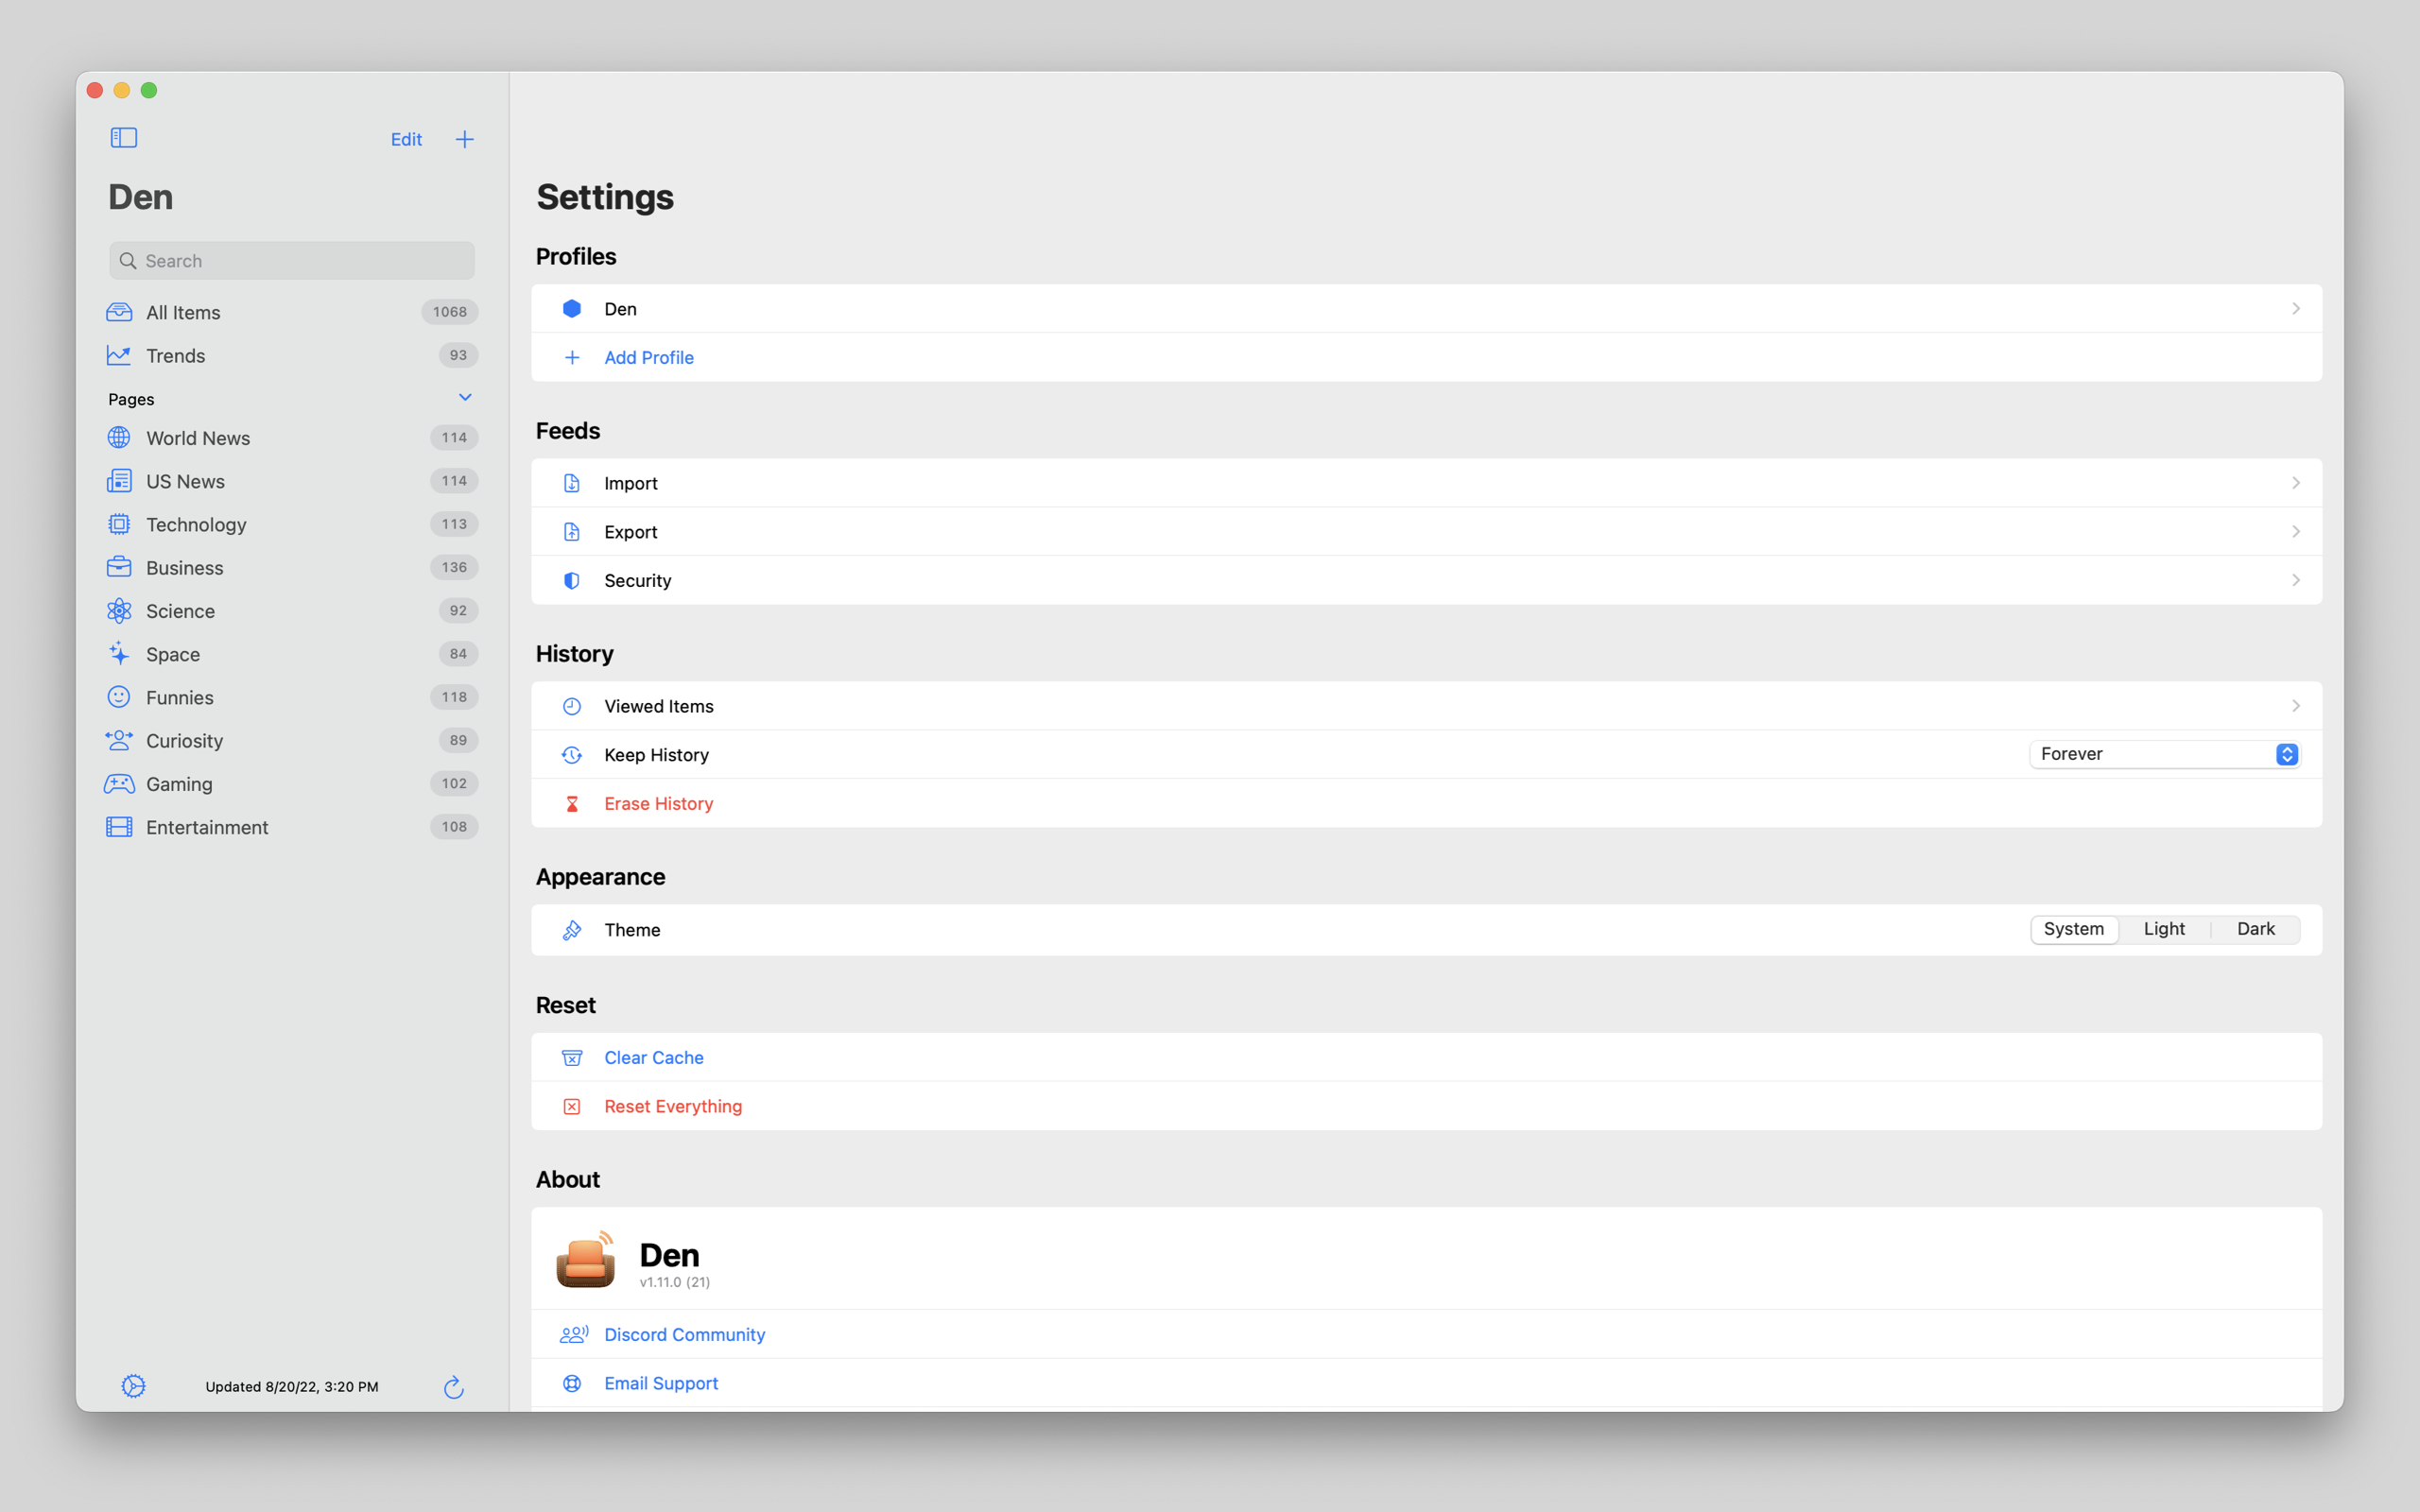 Edit
Den
Search
All Items 1068
Trends 93
Pages
World News 114
US News 114
Technology 113
Business 136
Science 92
Space 84
Funnies 118
Curiosity 89
Gaming 102
Entertainment 108
Updated 8/20/22, 3:20 PM
Settings
Profiles
Den
Add Profile
Feeds
Import
Export
Security
History
Viewed Items
Keep History Forever
Erase History
Appearance
Theme System Light Dark
Reset
Clear Cache
Reset Everything
About
Den
v1.11.0 (21)
Discord Community
Email Support